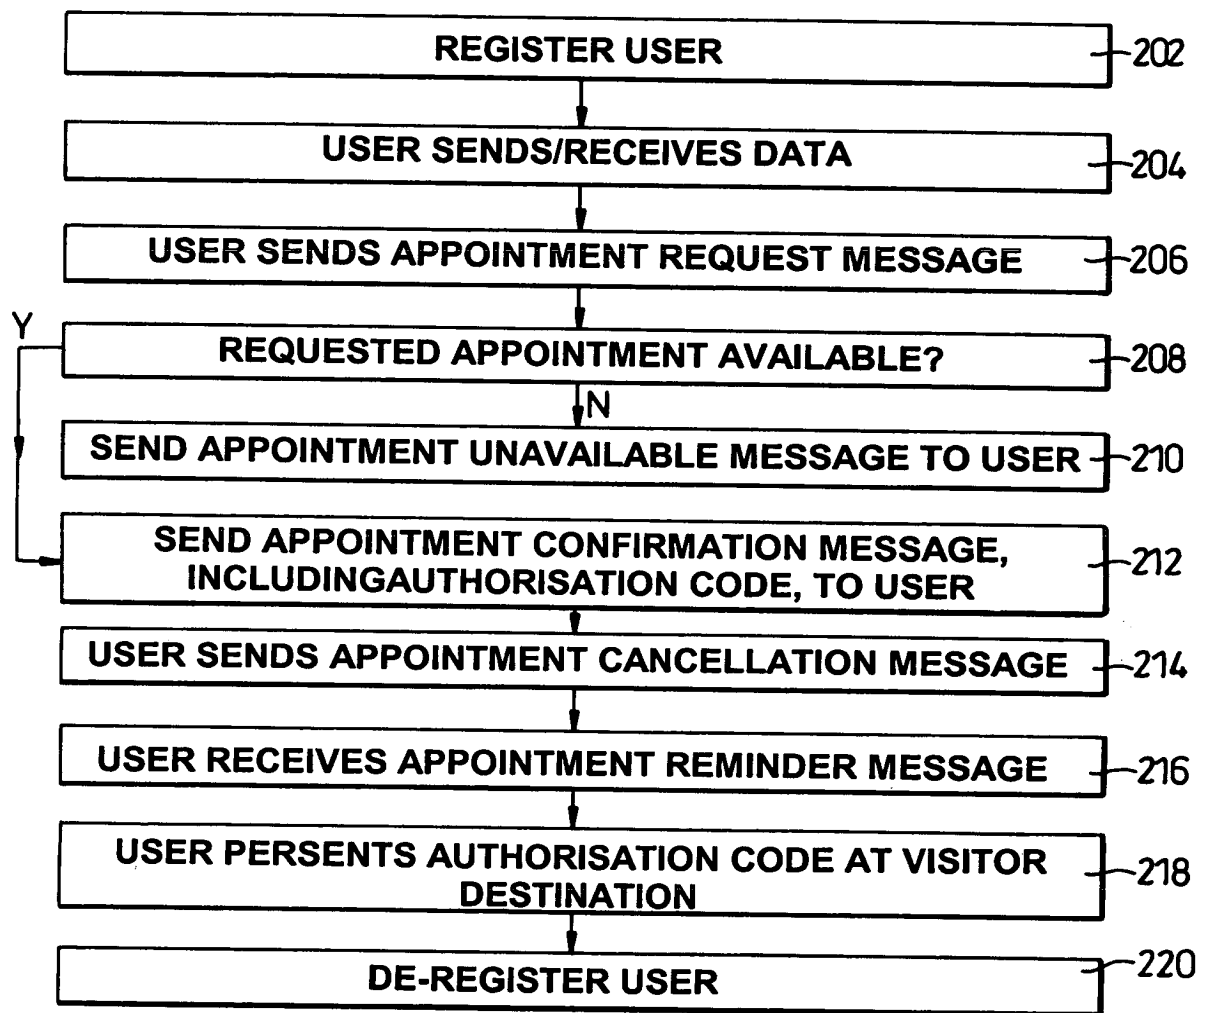 REGISTER USER 202
USER SENDS/RECEIVES DATA 204
USER SENDS APPOINTMENT REQUEST MESSAGE 206
Y
REQUESTED APPOINTMENT AVAILABLE? 208
N
SEND APPOINTMENT UNAVAILABLE MESSAGE TO USER 210
SEND APPOINTMENT CONFIRMATION MESSAGE,
INCLUDINGAUTHORISATION CODE, TO USER 212
USER SENDS APPOINTMENT CANCELLATION MESSAGE 214
USER RECEIVES APPOINTMENT REMINDER MESSAGE 216
USER PERSENTS AUTHORISATION CODE AT VISITOR 218
DESTINATION
DE-REGISTER USER 220